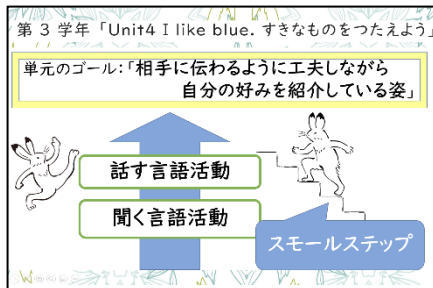 第3学年「Unit4 I like blue. すきなものをつたえよう」
単元のゴール:「相手に伝わるように工夫しながら
自分の好みを紹介している姿」
話す言語活動
聞く言語活動
スモールステップ